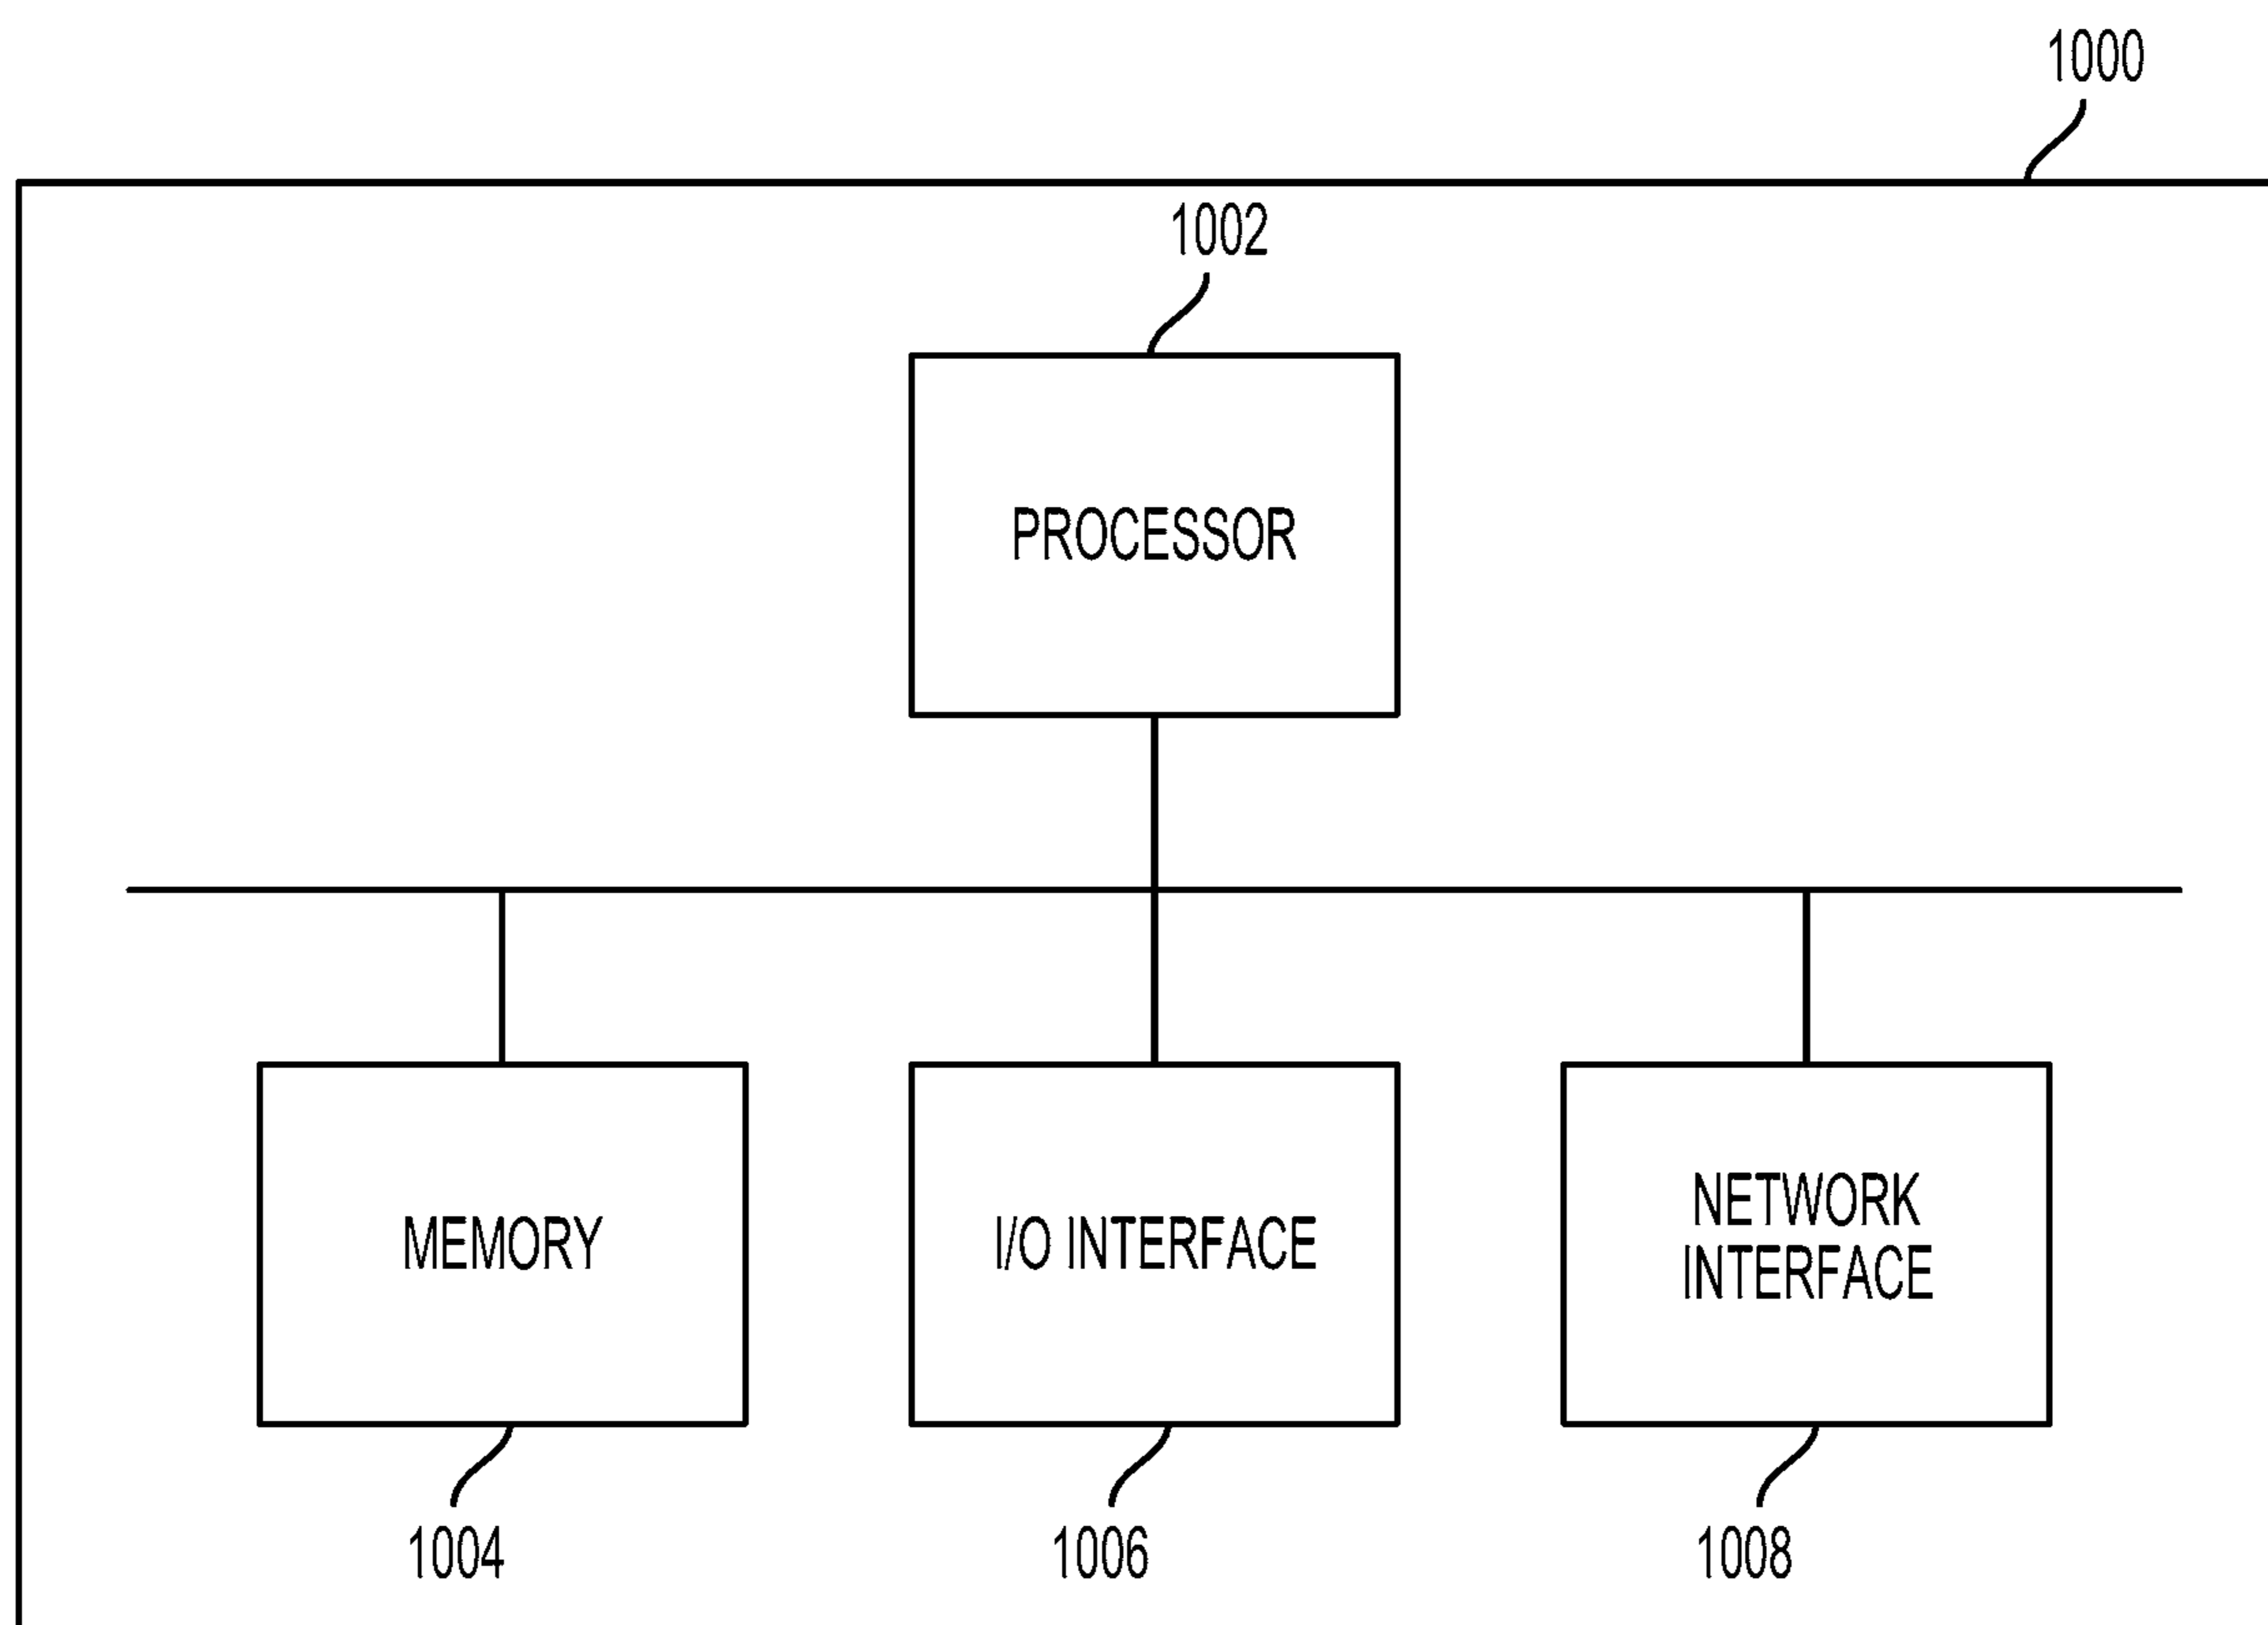 1000
1002
PROCESSOR
MEMORY
I/O INTERFACE
NETWORK
INTERFACE
1004
1006
1008